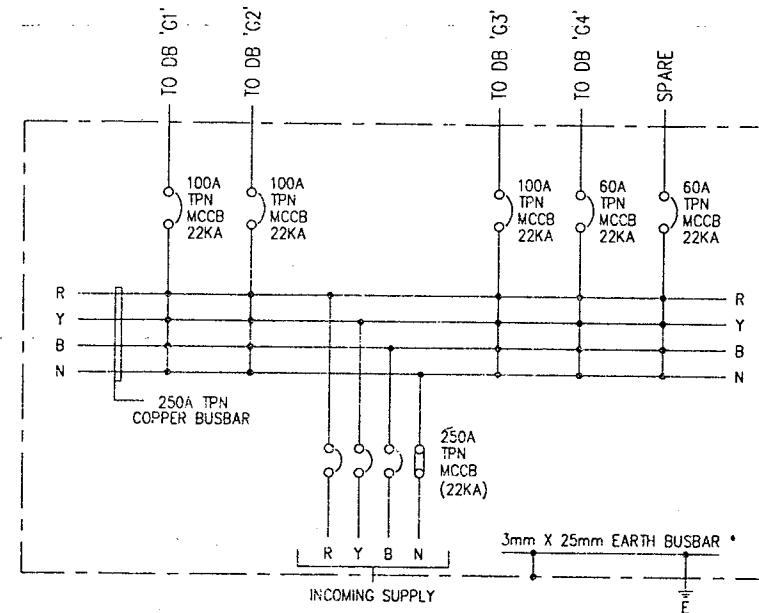 TO DB 'G1'
TO DB 'G2'
TO DB 'G3'
TO DB 'G4'
SPARE
100A
TPN
MCCB
22KA
100A
TPN
MCCB
22KA
100A
TPN
MCCB
22KA
60A
TPN
MCCB
22KA
60A
TPN
MCCB
22KA
R
Y
B
N
R
Y
B
N
250A TPN
COPPER BUSBAR
250A
TPN
MCCB
(22KA)
R Y B N
INCOMING SUPPLY
3mm X 25mm EARTH BUSBAR *
E